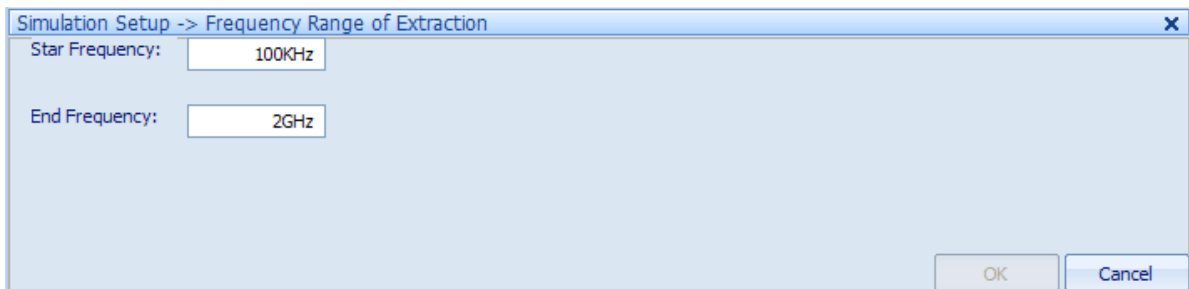 Simulation Setup -> Frequency Range of Extraction
Star Frequency: 100KHz
End Frequency: 2GHz
OK Cancel